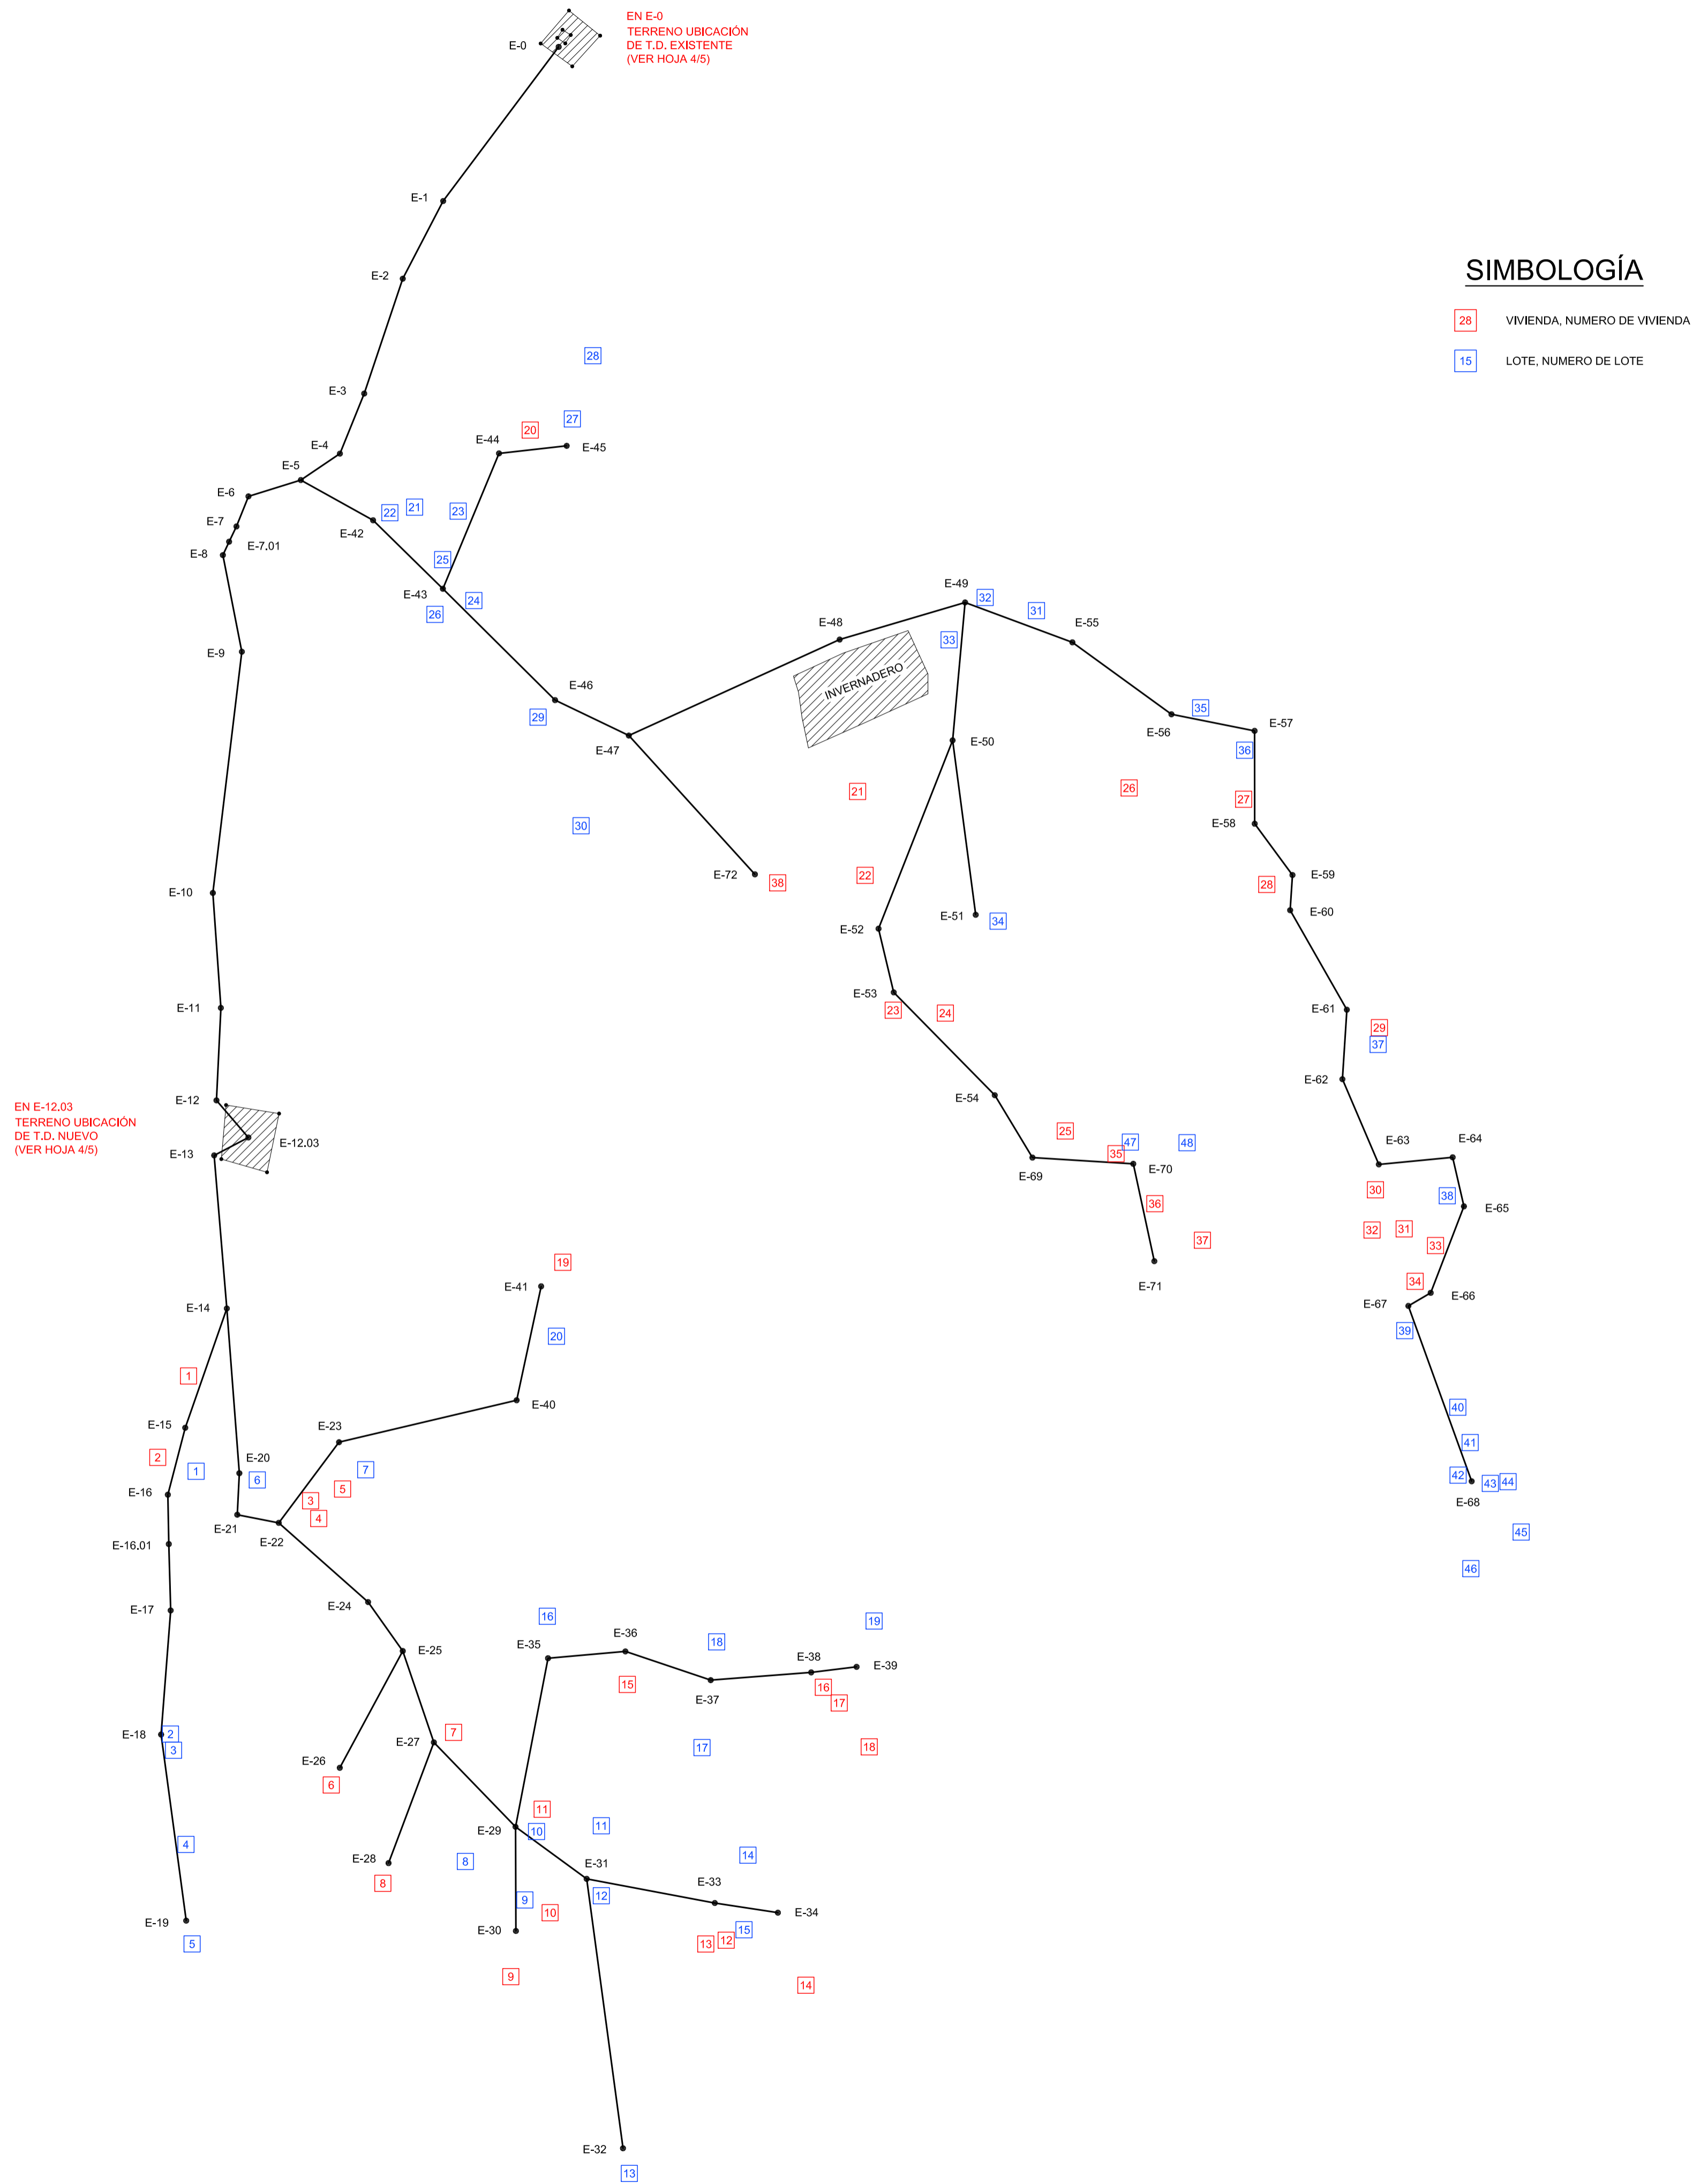 E-0
EN E-0
TERRENO UBICACIÓN
DE T.D. EXISTENTE
(VER HOJA 4/5)
E-1
E-2
SIMBOLOGÍA
28 VIVIENDA, NUMERO DE VIVIENDA
15 LOTE, NUMERO DE LOTE
28
E-3
27
20
E-44
E-45
E-4
E-5
E-6
21
23
22
E-7
E-42
E-7.01
E-8
25
E-43
24
26
E-49
32
31
E-48
33
E-55
E-9
INVERNADERO
E-46
29
35
E-57
E-56
E-47
E-50
36
21
26
27
30
E-58
E-72
38
22
E-59
28
E-10
E-60
E-51
34
E-52
E-53
E-11
23
24
E-61
29
37
E-62
E-54
E-12
EN E-12.03
TERRENO UBICACIÓN
DE T.D. NUEVO
(VER HOJA 4/5)
E-12.03
25
47
48
E-63
E-64
E-13
35
E-70
E-69
30
38
36
E-65
32
31
37
33
19
E-41
E-71
34
E-66
E-67
E-14
20
39
1
E-40
40
E-15
E-23
41
2
E-20
1
6
7
42
43
44
5
E-16
3
E-68
4
E-21
E-22
45
E-16.01
46
E-24
E-17
16
19
E-36
18
E-25
E-35
E-38
E-39
15
16
E-37
17
7
E-18
2
3
E-27
17
18
E-26
6
11
E-29
10
11
4
14
E-28
8
E-31
8
12
9
E-33
10
E-34
E-19
E-30
15
5
13
12
9
14
E-32
13